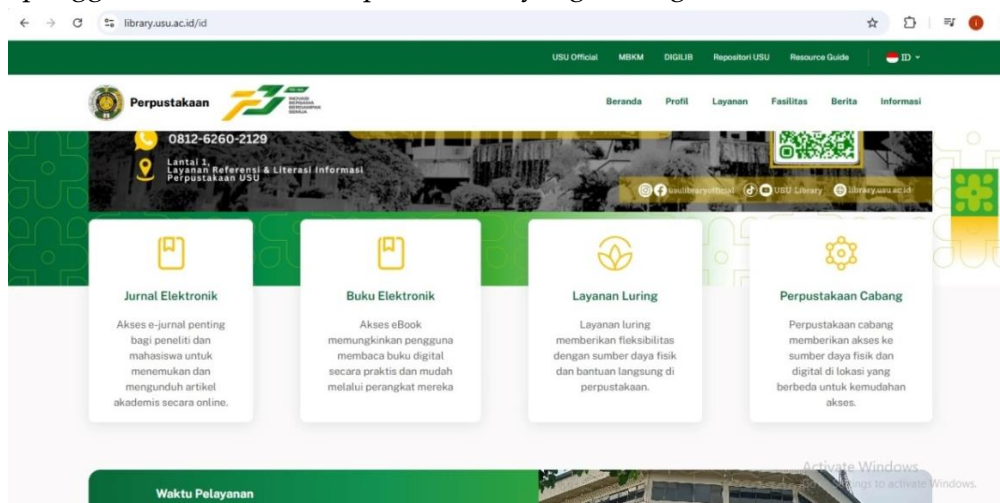 library.usu.ac.id/id
USU Official MBKM DIGILIB Repositori USU Resource Guide ID
Perpustakaan
Beranda Profil Layanan Fasilitas Berita Informasi
0812-6260-2129
Lantai 1,
Layanan Referensi & Literasi Informasi
Perpustakaan USU
usulibraryofficial USU Library library.usu.ac.id
Jurnal Elektronik
Akses e-jurnal penting
bagi peneliti dan
mahasiswa untuk
menemukan dan
mengunduh artikel
akademis secara online.
Buku Elektronik
Akses eBook
memungkinkan pengguna
membaca buku digital
secara praktis dan mudah
melalui perangkat mereka
Layanan Luring
Layanan luring
memberikan fleksibilitas
dengan sumber daya fisik
dan bantuan langsung di
perpustakaan.
Perpustakaan Cabang
Perpustakaan cabang
memberikan akses ke
sumber daya fisik dan
digital di lokasi yang
berbeda untuk kemudahan
akses.
Waktu Pelayanan
Activate Windows
to activate Windows.